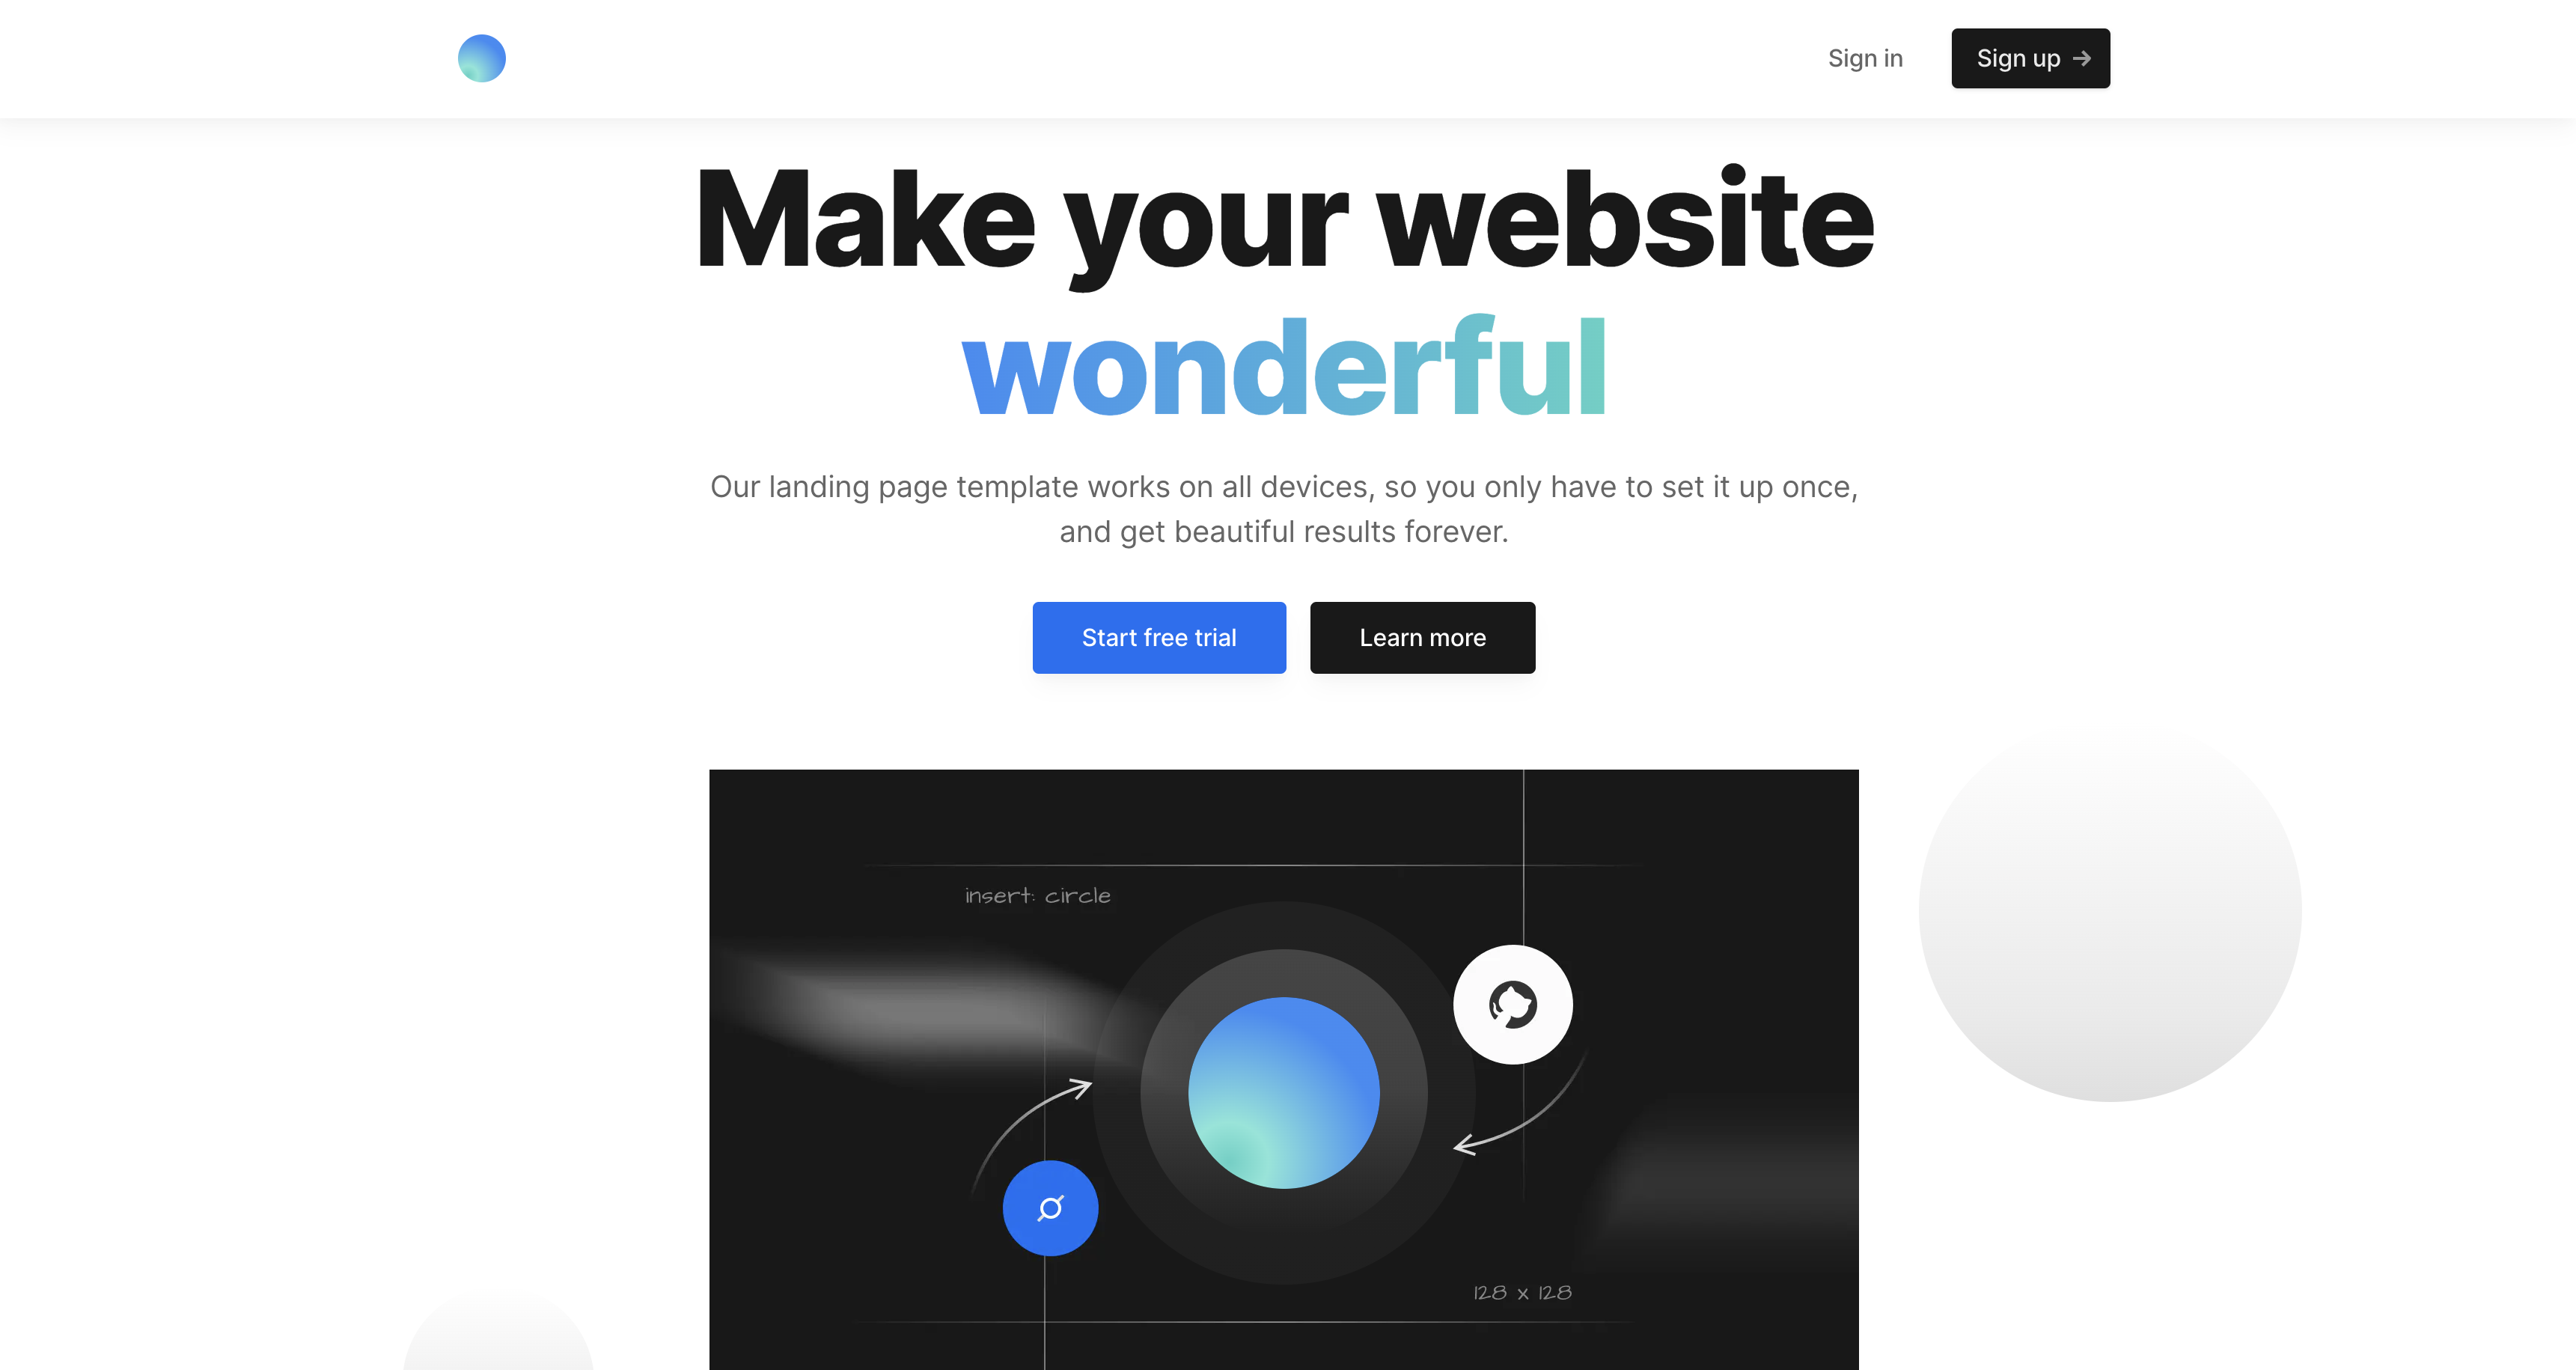 Sign in
Sign up
Make your website
wonderful
Our landing page template works on all devices, so you only have to set it up once,
and get beautiful results forever.
Start free trial
Learn more
insert: circle
128 x 128